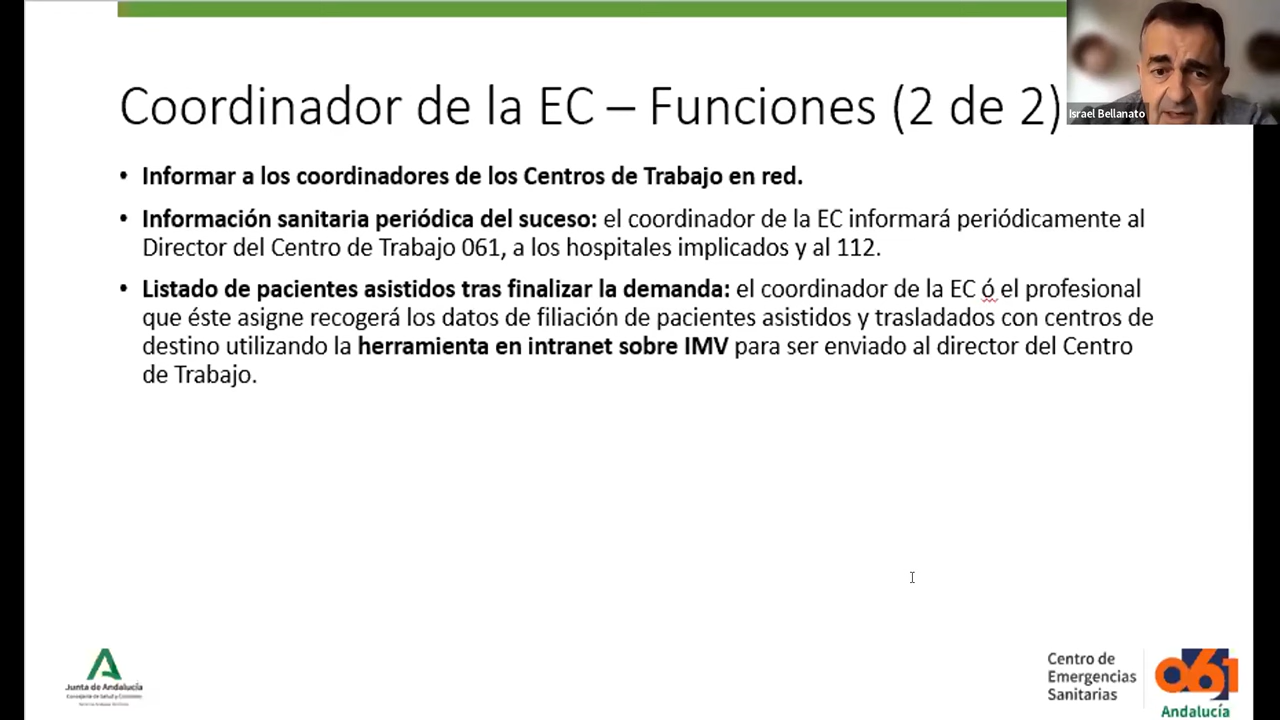 Coordinador de la EC – Funciones (2 de 2)
Israel Bellanato
• Informar a los coordinadores de los Centros de Trabajo en red.
• Información sanitaria periódica del suceso: el coordinador de la EC informará periódicamente al
Director del Centro de Trabajo 061, a los hospitales implicados y al 112.
• Listado de pacientes asistidos tras finalizar la demanda: el coordinador de la EC ó el profesional
que éste asigne recogerá los datos de filiación de pacientes asistidos y trasladados con centros de
destino utilizando la herramienta en intranet sobre IMV para ser enviado al director del Centro
de Trabajo.
Junta de Andalucía
Consejería de Salud y Consumo
Centro de
Emergencias
Sanitarias
061
Andalucía